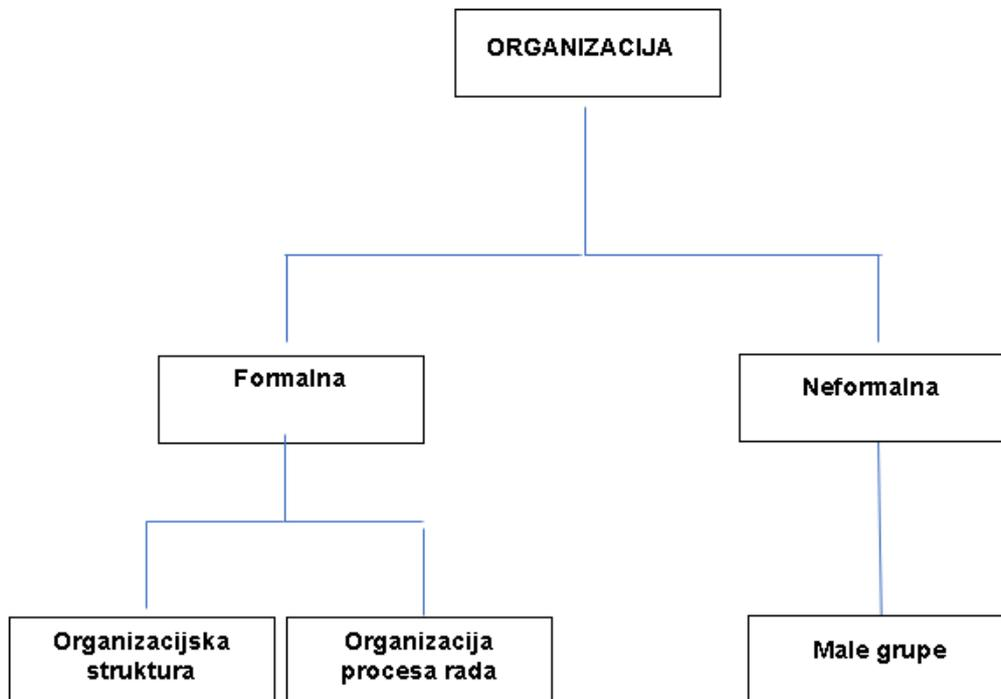 ORGANIZACIJA
Formalna
Neformalna
Organizacijska
struktura
Organizacija
procesa rada
Male grupe